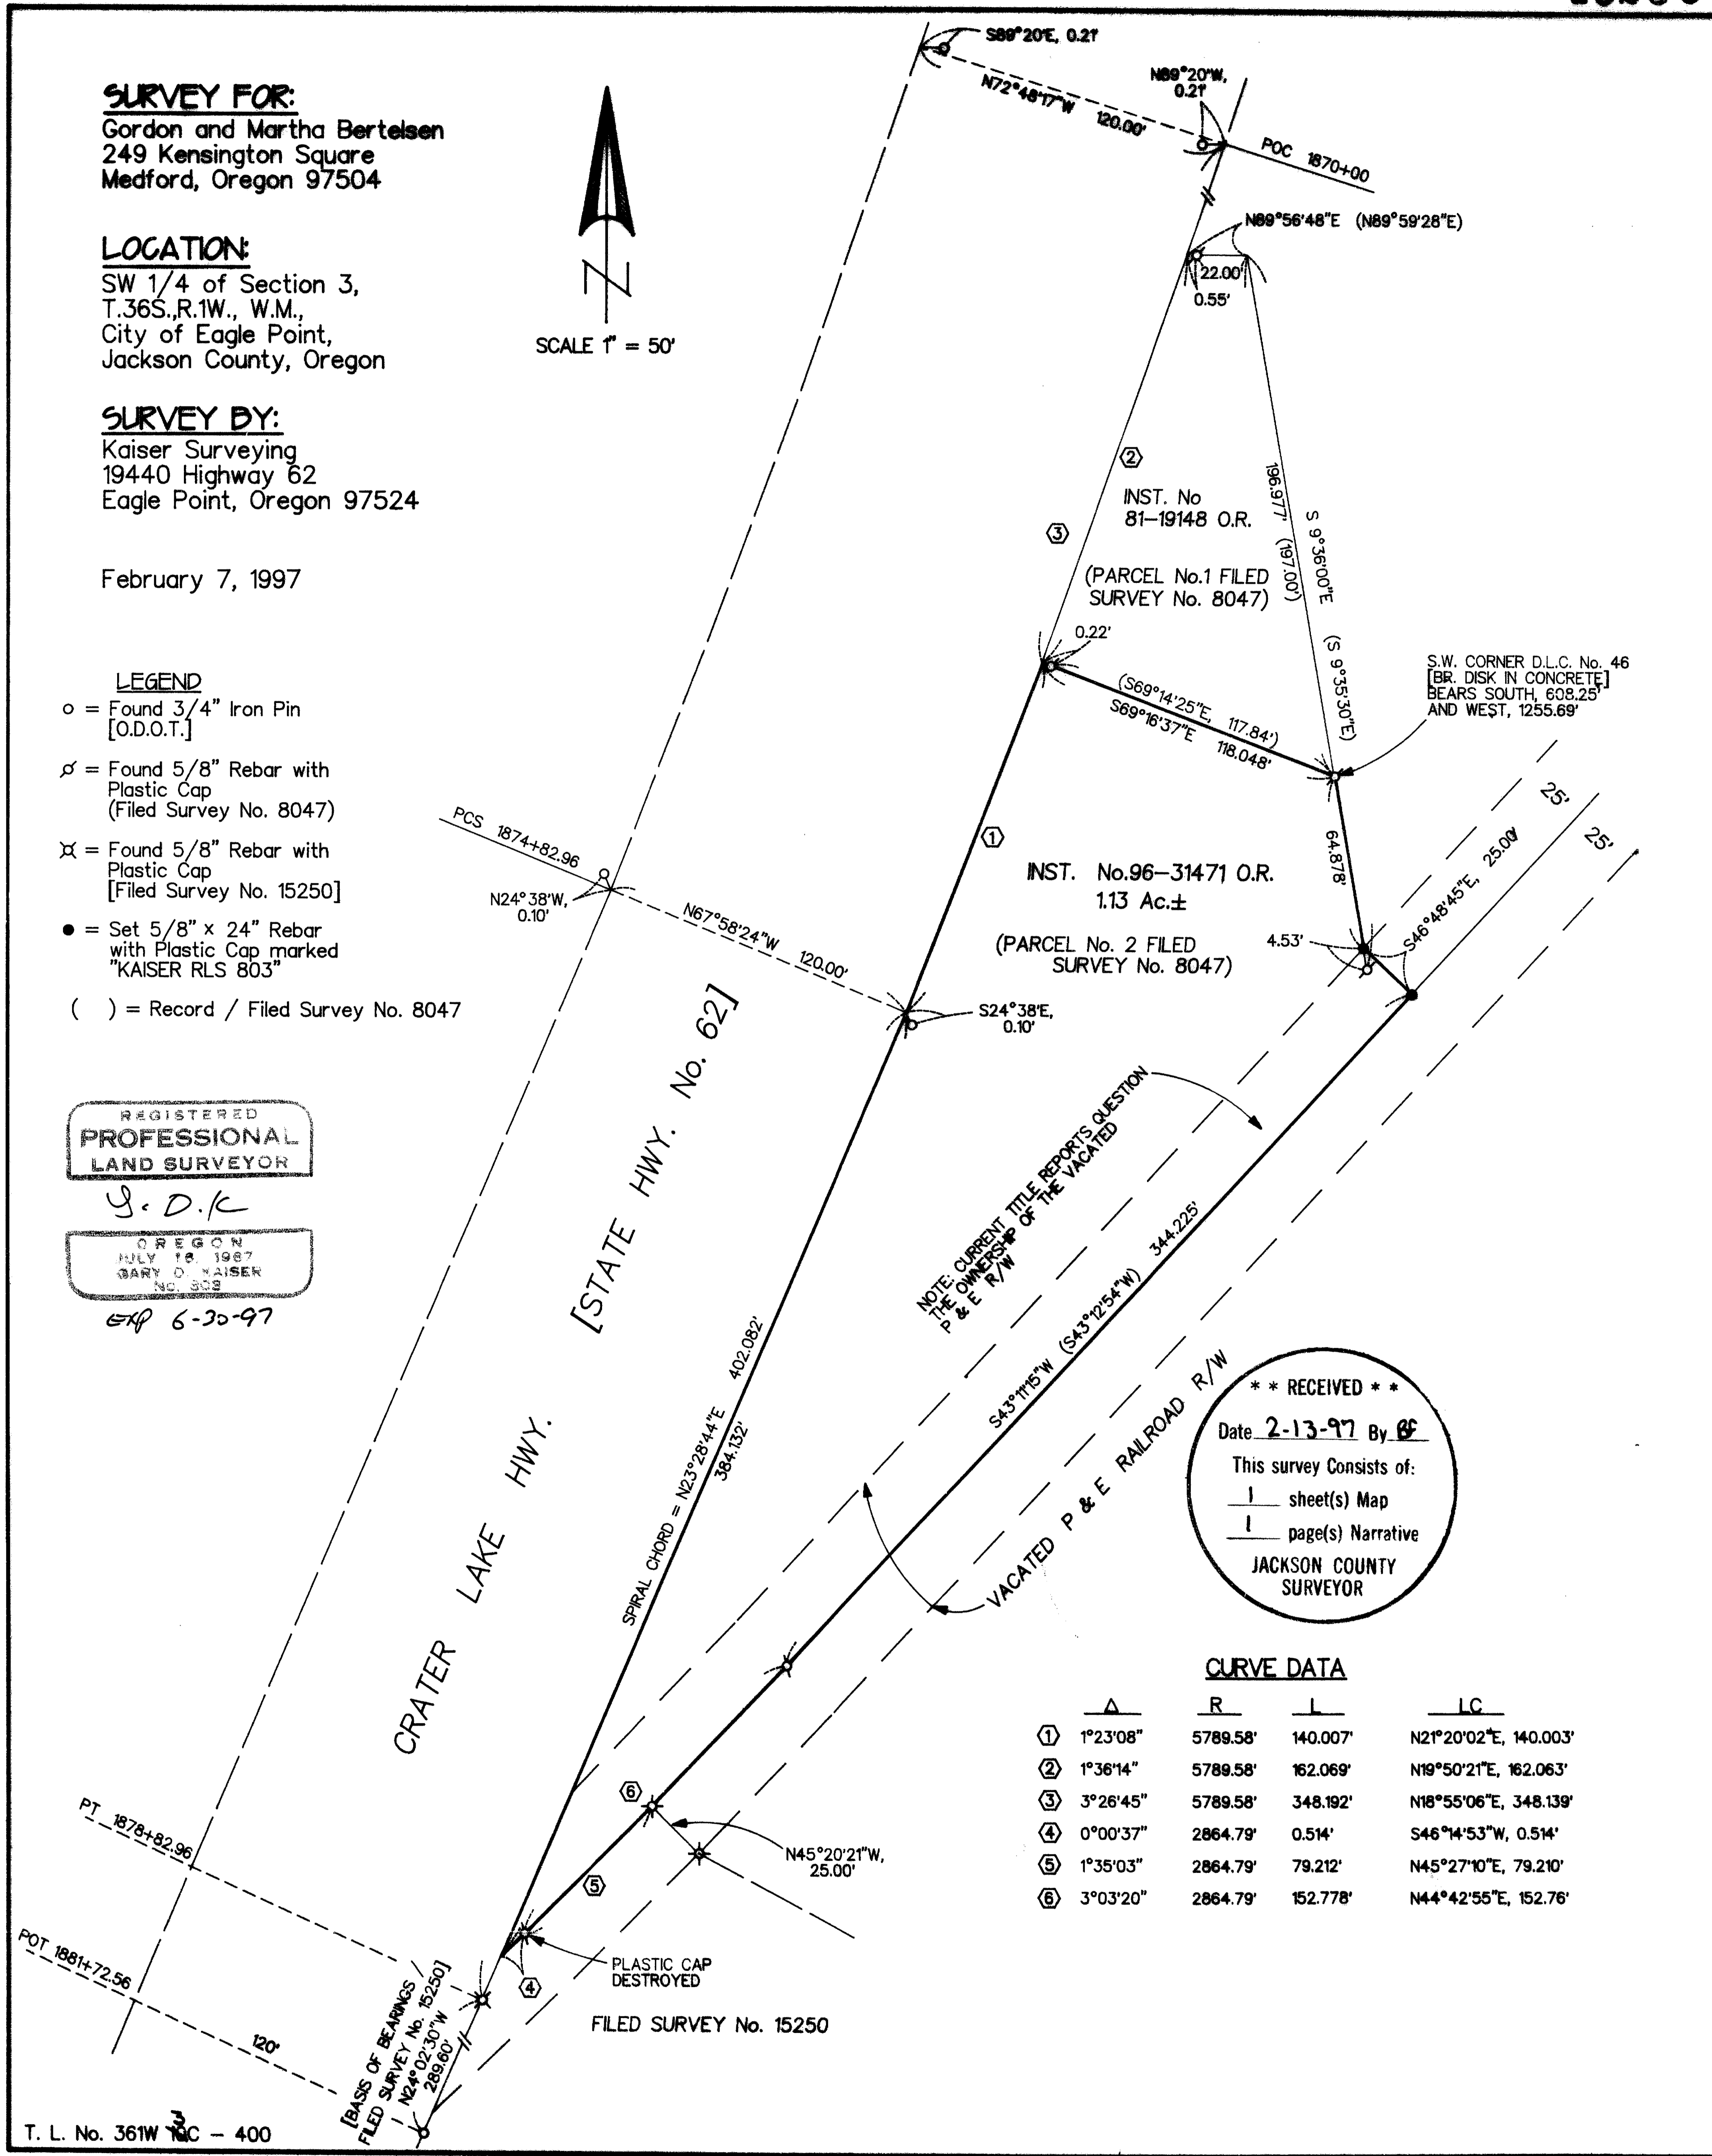 SURVEY FOR:
Gordon and Martha Bertelsen
249 Kensington Square
Medford, Oregon 97504
LOCATION:
SW 1/4 of Section 3,
T.36S.,R.1W., W.M.,
City of Eagle Point,
Jackson County, Oregon
SURVEY BY:
Kaiser Surveying
19440 Highway 62
Eagle Point, Oregon 97524
February 7, 1997
N
SCALE 1" = 50'
LEGEND
= Found 3/4" Iron Pin
[O.D.O.T.]
= Found 5/8" Rebar with
Plastic Cap
(Filed Survey No. 8047)
= Found 5/8" Rebar with
Plastic Cap
[Filed Survey No. 15250]
= Set 5/8" x 24" Rebar
with Plastic Cap marked
"KAISER RLS 803"
( ) = Record / Filed Survey No. 8047
REGISTERED
PROFESSIONAL
LAND SURVEYOR
OREGON
GARY D. KAISER
EXP 6-30-97
S89°20'E, 0.21'
N72°48'17"W 120.00'
N89°20'W,
0.21'
POC 1870+00
N89°56'48"E (N89°59'28"E)
22.00'
0.55'
2
INST. No
81-19148 O.R.
3
(PARCEL No.1 FILED
SURVEY No. 8047)
196.977' (197.00')
S 9°36'00"E (S 9°35'30"E)
0.22'
(S69°14'25"E, 117.84')
S69°16'37"E 118.048'
S.W. CORNER D.L.C. No. 46
[BR. DISK IN CONCRETE]
BEARS SOUTH, 608.25'
AND WEST, 1255.69'
25'
25'
PCS 1874+82.96
N24°38'W,
0.10'
N67°58'24"W 120.00'
S24°38'E,
0.10'
1
INST. No.96-31471 O.R.
1.13 Ac.±
(PARCEL No. 2 FILED
SURVEY No. 8047)
64.878'
4.53'
S46°48'45"E, 25.00'
CRATER LAKE HWY. [STATE HWY. No. 62]
NOTE: CURRENT TITLE REPORTS QUESTION
THE OWNERSHIP OF THE VACATED
P & E R/W
S43°11'15"W (S43°12'54"W) 344.225'
SPIRAL CHORD = N23°28'44"E 402.082'
384.132'
VACATED P & E RAILROAD R/W
* * RECEIVED * *
Date 2-13-97 By BF
This survey Consists of:
1 sheet(s) Map
1 page(s) Narrative
JACKSON COUNTY
SURVEYOR
CURVE DATA
Δ R L LC
1 1°23'08" 5789.58' 140.007' N21°20'02"E, 140.003'
2 1°36'14" 5789.58' 162.069' N19°50'21"E, 162.063'
3 3°26'45" 5789.58' 348.192' N18°55'06"E, 348.139'
4 0°00'37" 2864.79' 0.514' S46°14'53"W, 0.514'
5 1°35'03" 2864.79' 79.212' N45°27'10"E, 79.210'
6 3°03'20" 2864.79' 152.778' N44°42'55"E, 152.76'
6
N45°20'21"W,
25.00'
5
PT 1878+82.96
POT 1881+72.56
120'
[BASIS OF BEARINGS
FILED SURVEY No. 15250]
N24°02'30"W
289.60'
4
PLASTIC CAP
DESTROYED
FILED SURVEY No. 15250
T. L. No. 361W 3 C - 400